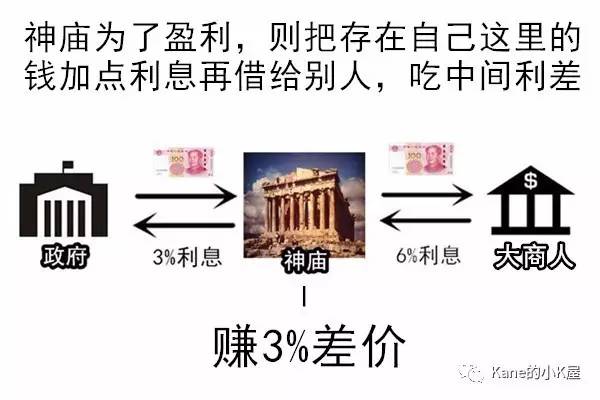 神庙为了盈利，则把存在自己这里的
钱加点利息再借给别人，吃中间利差
100
100
$
政府
3%利息
神庙
6%利息
大商人
赚3%差价
Kane的小K屋